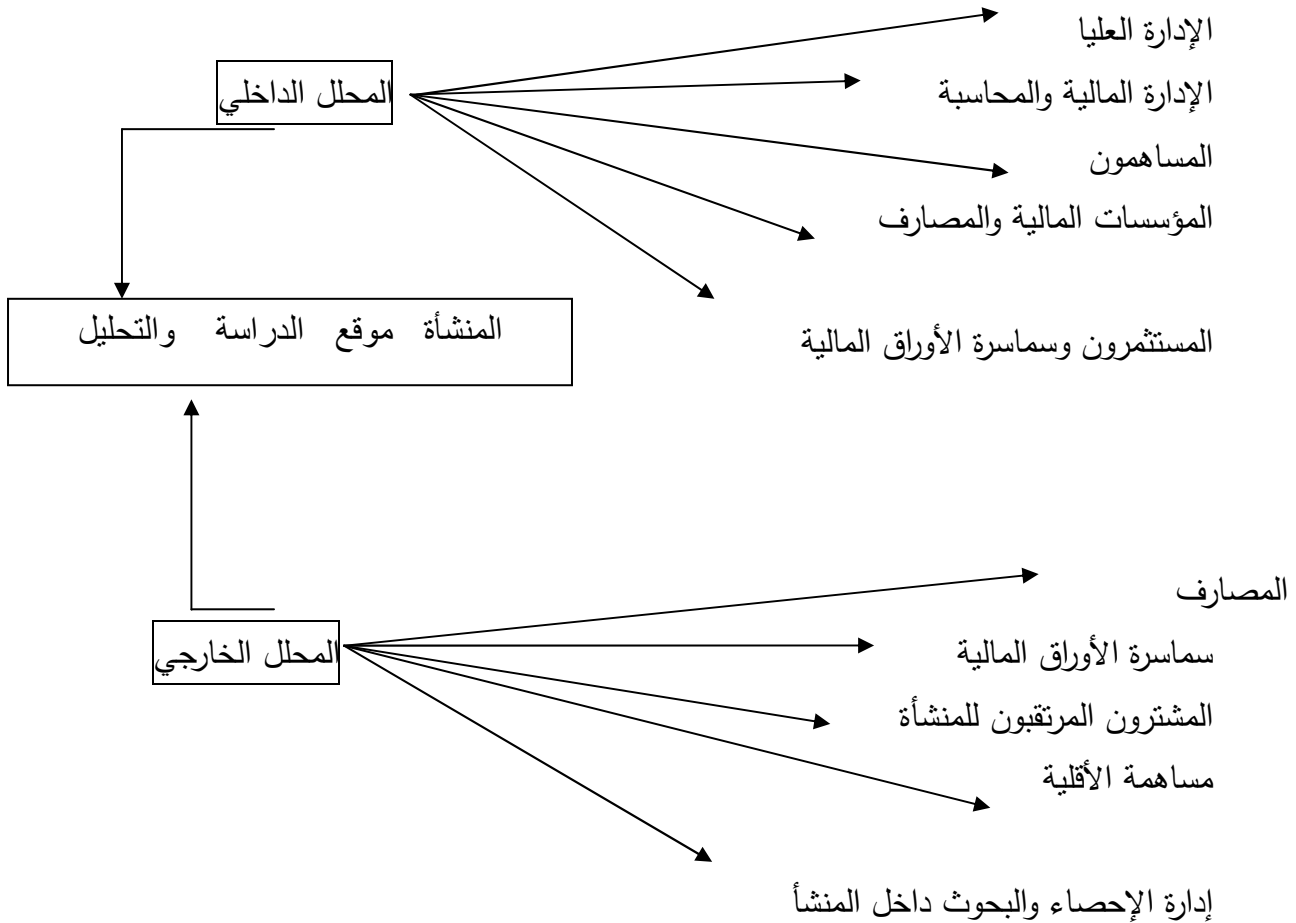 الإدارة العليا
المحلل الداخلي
الإدارة المالية والمحاسبة
المساهمون
المؤسسات المالية والمصارف
المستثمرون وسماسرة الأوراق المالية
المنشأة موقع الدراسة والتحليل
المصارف
سماسرة الأوراق المالية
المحلل الخارجي
المشترون المرتقبون للمنشأة
مساهمة الأقلية
إدارة الإحصاء والبحوث داخل المنشأ